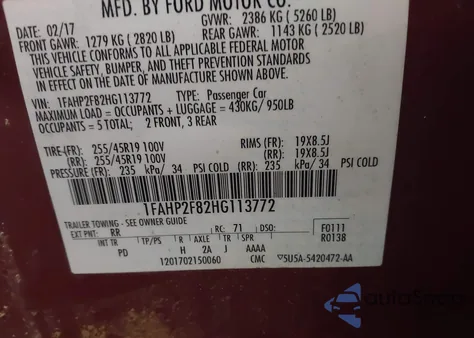 MFD. BY FORD MOTOR CO.
DATE: 02/17 GVWR: 2386 KG (5260 LB)
FRONT GAWR: 1279 KG (2820 LB) REAR GAWR: 1143 KG (2520 LB)
THIS VEHICLE CONFORMS TO ALL APPLICABLE FEDERAL MOTOR
VEHICLE SAFETY, BUMPER, AND THEFT PREVENTION STANDARDS
IN EFFECT ON THE DATE OF MANUFACTURE SHOWN ABOVE.
VIN: 1FAHP2F82HG113772 TYPE: Passenger Car
MAXIMUM LOAD = OCCUPANTS + LUGGAGE = 430KG/ 950LB
OCCUPANTS = 5 TOTAL; 2 FRONT, 3 REAR
TIRE(FR): 255/45R19 100V RIMS (FR): 19X8.5J
(RR): 255/45R19 100V (RR): 19X8.5J
PRESSURE(FR): 235 kPa/ 34 PSI COLD (RR): 235 kPa/ 34 PSI COLD
1FAHP2F82HG113772
TRAILER TOWING - SEE OWNER GUIDE
EXT PNT: RR RC: 71 DSO: F0111
INT TR TP/PS R AXLE TR SPR R0138
PD H 2A J AAAA
1201702150060 CMC 5U5A-5420472-AA